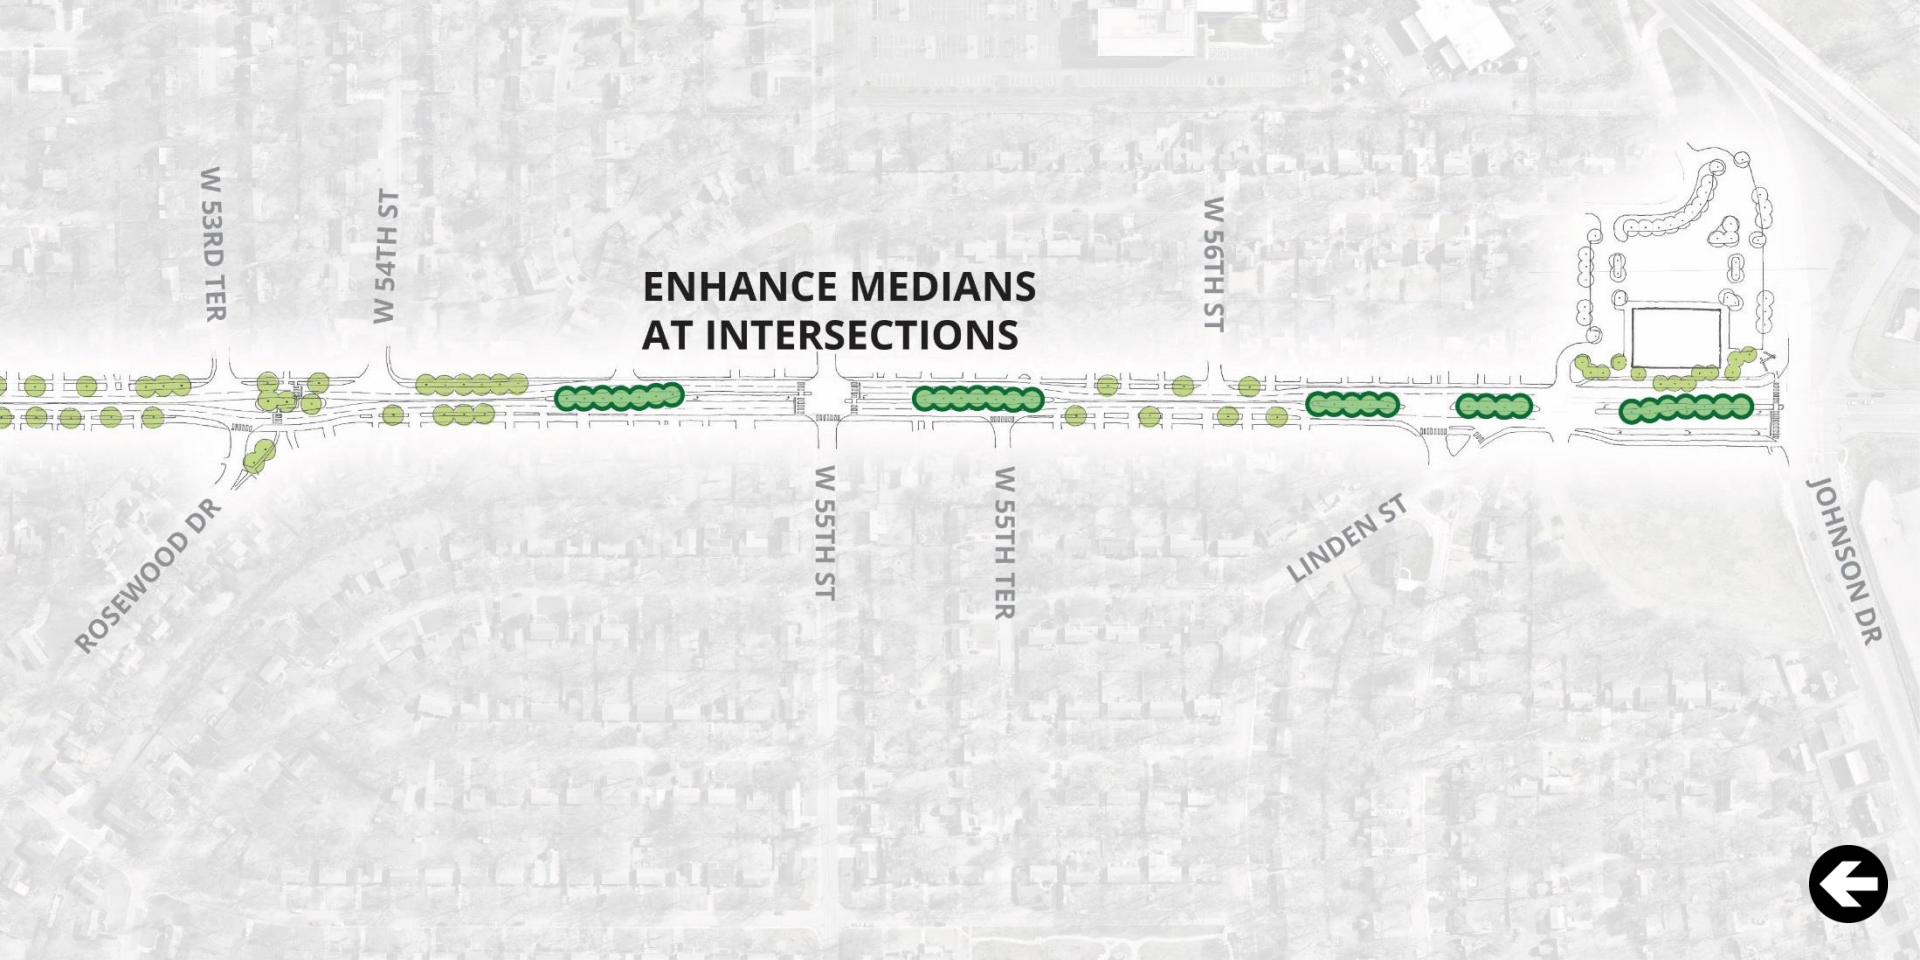 W 53RD TER
W 54TH ST
W 56TH ST
ENHANCE MEDIANS
AT INTERSECTIONS
ROSEWOOD DR
W 55TH ST
W 55TH TER
LINDEN ST
JOHNSON DR